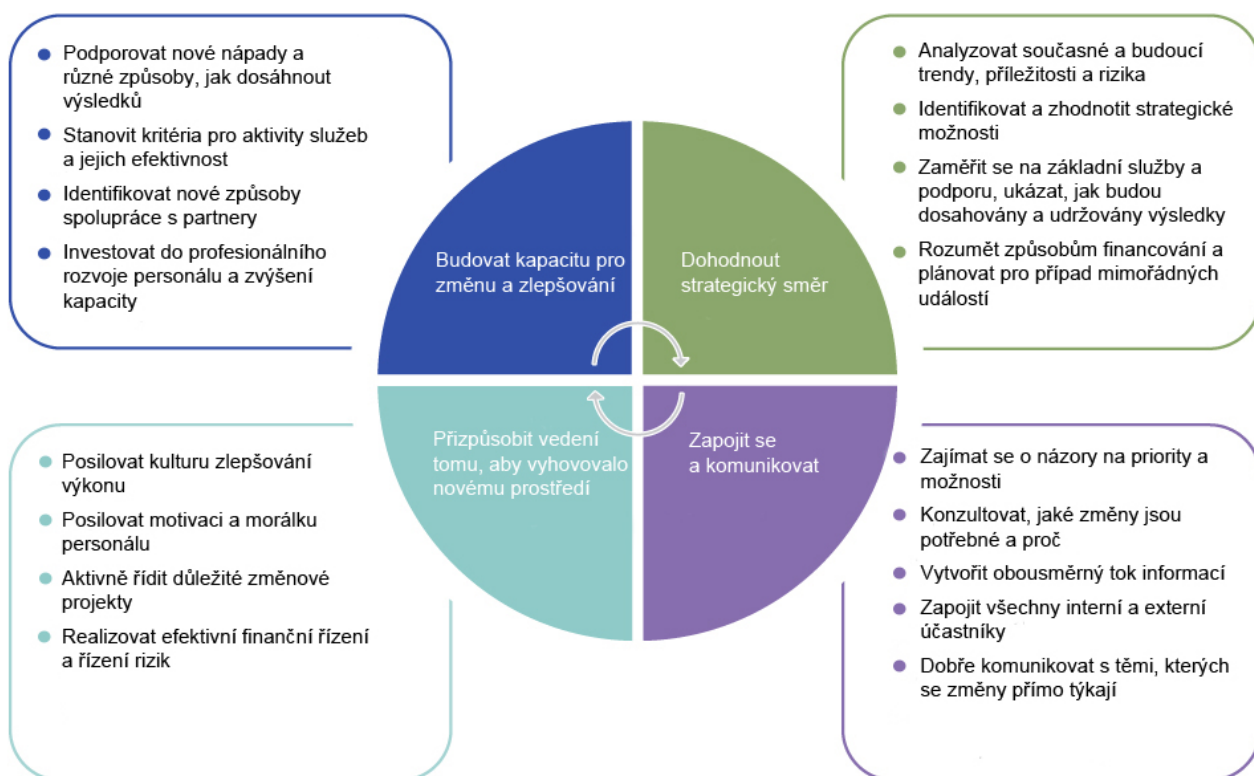 Podporovat nové nápady a
různé způsoby, jak dosáhnout
výsledků
Stanovit kritéria pro aktivity služeb
a jejich efektivnost
Identifikovat nové způsoby
spolupráce s partnery
Investovat do profesionálního
rozvoje personálu a zvýšení
kapacity
Analyzovat současné a budoucí
trendy, příležitosti a rizika
Identifikovat a zhodnotit strategické
možnosti
Zaměřit se na základní služby a
podporu, ukázat, jak budou
dosahovány a udržovány výsledky
Rozumět způsobům financování a
plánovat pro případ mimořádných
událostí
Budovat kapacitu pro
změnu a zlepšování
Dohodnout
strategický směr
Přizpůsobit vedení
tomu, aby vyhovovalo
novému prostředí
Zapojit se
a komunikovat
Posilovat kulturu zlepšování
výkonu
Posilovat motivaci a morálku
personálu
Aktivně řídit důležité změnové
projekty
Realizovat efektivní finanční řízení
a řízení rizik
Zajímat se o názory na priority a
možnosti
Konzultovat, jaké změny jsou
potřebné a proč
Vytvořit obousměrný tok informací
Zapojit všechny interní a externí
účastníky
Dobře komunikovat s těmi, kterých
se změny přímo týkají